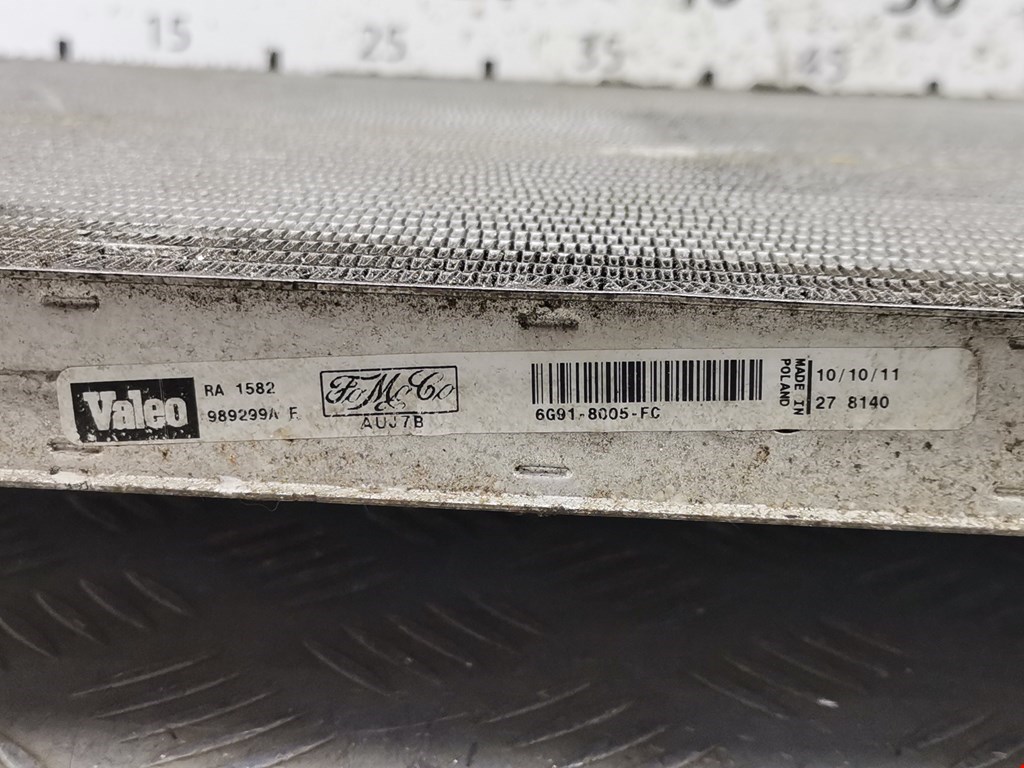 15 25 35 45
Valeo
RA 1582
989299A F
FoMoCo
AUJ7B
6G91-8005-FC
MADE IN
POLAND
10/10/11
27 8140